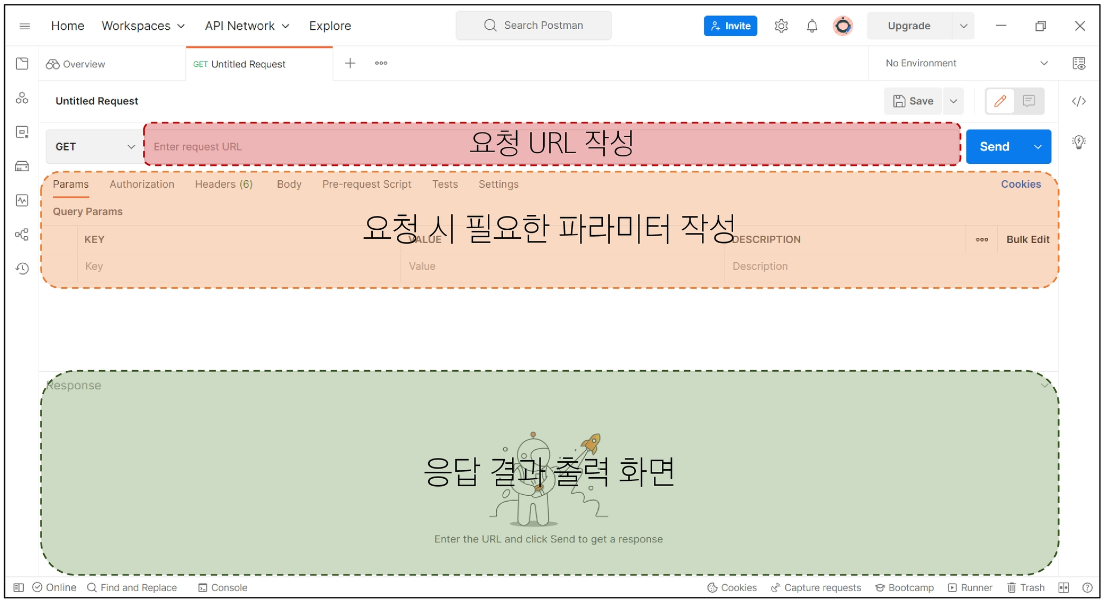 Home Workspaces API Network Explore Search Postman Invite Upgrade
Overview GET Untitled Request No Environment
Untitled Request Save
GET Enter request URL 요청 URL 작성 Send
Params Authorization Headers (6) Body Pre-request Script Tests Settings Cookies
Query Params
요청 시 필요한 파라미터 작성
KEY VALUE DESCRIPTION Bulk Edit
Key Value Description
Response
응답 결과 출력 화면
Enter the URL and click Send to get a response
Online Find and Replace Console Cookies Capture requests Bootcamp Runner Trash